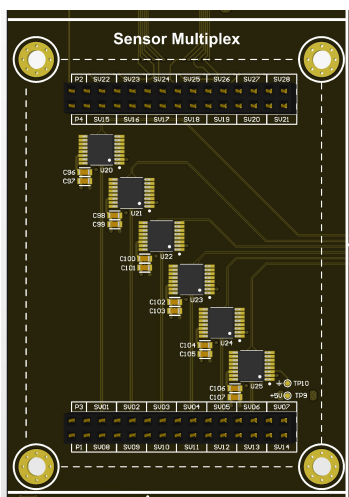 Sensor Multiplex
P2 SV22 SV23 SV24 SV25 SV26 SV27 SV28
P4 SV15 SV16 SV17 SV18 SV19 SV20 SV21
U20
C96
C97
U21
C98
C99
U22
C100
C101
U23
C102
C103
U24
C104
C105
U25
C106
C107
TP10
+5V TP9
P3 SV01 SV02 SV03 SV04 SV05 SV06 SV07
P1 SV08 SV09 SV10 SV11 SV12 SV13 SV14